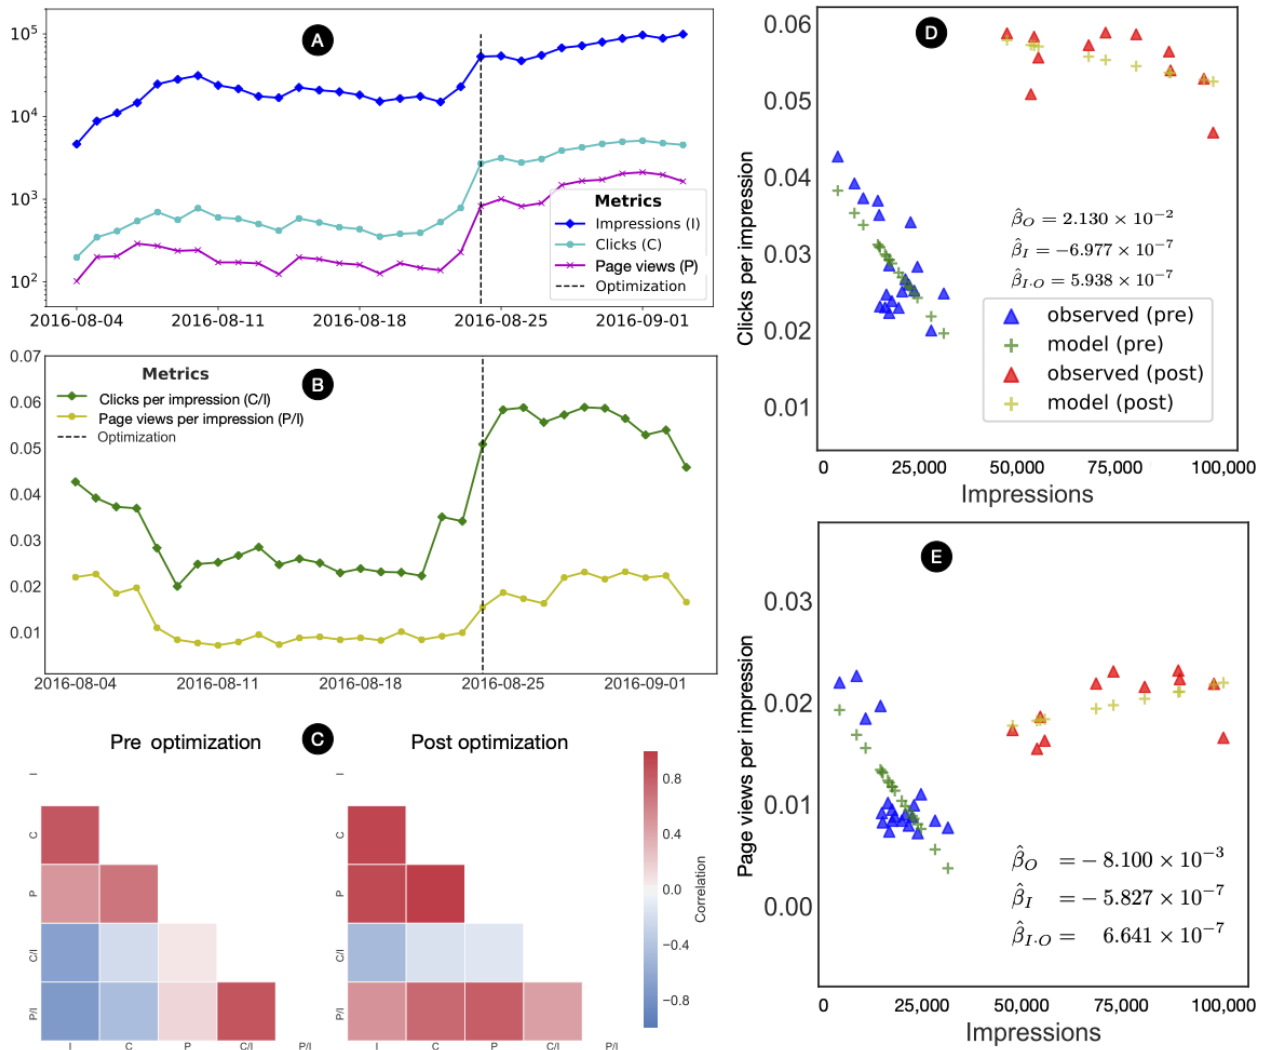 A
10⁵
10⁴
10³
10²
Metrics
Impressions (I)
Clicks (C)
Page views (P)
Optimization
2016-08-04
2016-08-11
2016-08-18
2016-08-25
2016-09-01
B
0.07
0.06
0.05
0.04
0.03
0.02
0.01
Metrics
Clicks per impression (C/I)
Page views per impression (P/I)
Optimization
2016-08-04
2016-08-11
2016-08-18
2016-08-25
2016-09-01
C
Pre optimization
Post optimization
I
C
P
C/I
P/I
I
C
P
C/I
P/I
I
C
P
C/I
P/I
I
C
P
C/I
P/I
0.8
0.4
0.0
−0.4
−0.8
Correlation
D
Clicks per impression
0.06
0.05
0.04
0.03
0.02
0.01
β̂_O = 2.130 × 10⁻²
β̂_I = −6.977 × 10⁻⁷
β̂_I·O = 5.938 × 10⁻⁷
observed (pre)
model (pre)
observed (post)
model (post)
0
25,000
50,000
75,000
100,000
Impressions
E
Page views per impression
0.03
0.02
0.01
0.00
β̂_O = − 8.100 × 10⁻³
β̂_I = − 5.827 × 10⁻⁷
β̂_I·O = 6.641 × 10⁻⁷
0
25,000
50,000
75,000
100,000
Impressions